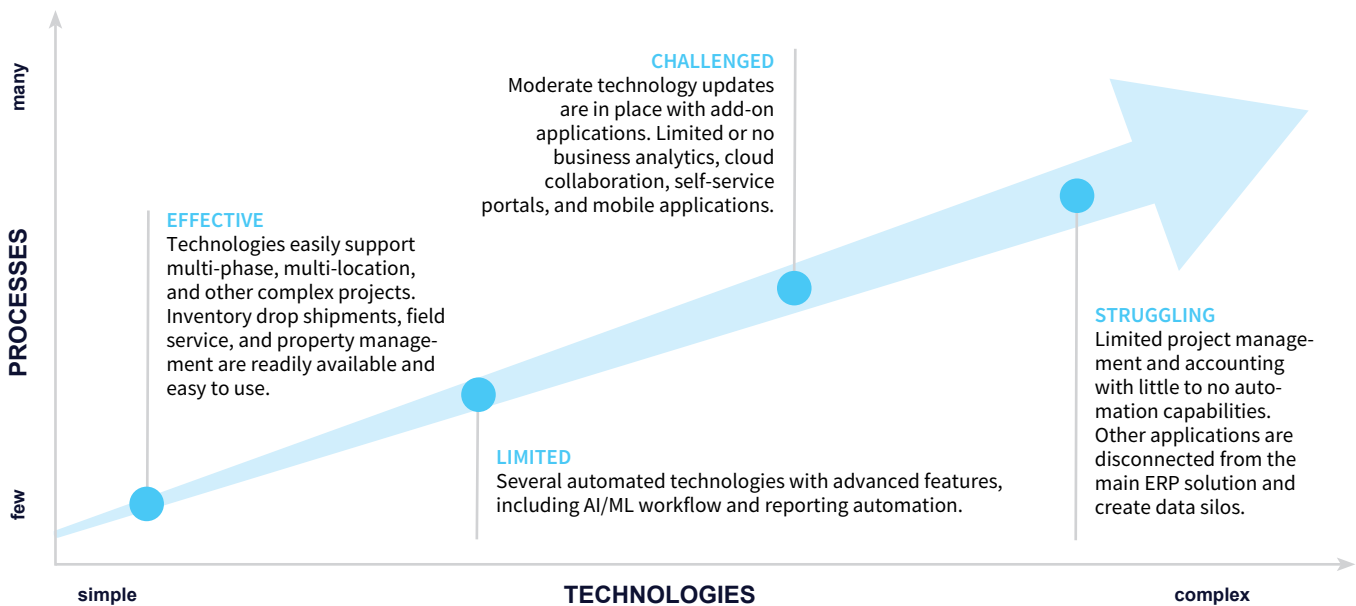 many
PROCESSES
few
EFFECTIVE
Technologies easily support
multi-phase, multi-location,
and other complex projects.
Inventory drop shipments, field
service, and property manage-
ment are readily available and
easy to use.
LIMITED
Several automated technologies with advanced features,
including AI/ML workflow and reporting automation.
CHALLENGED
Moderate technology updates
are in place with add-on
applications. Limited or no
business analytics, cloud
collaboration, self-service
portals, and mobile applications.
STRUGGLING
Limited project manage-
ment and accounting
with little to no auto-
mation capabilities.
Other applications are
disconnected from the
main ERP solution and
create data silos.
simple
TECHNOLOGIES
complex